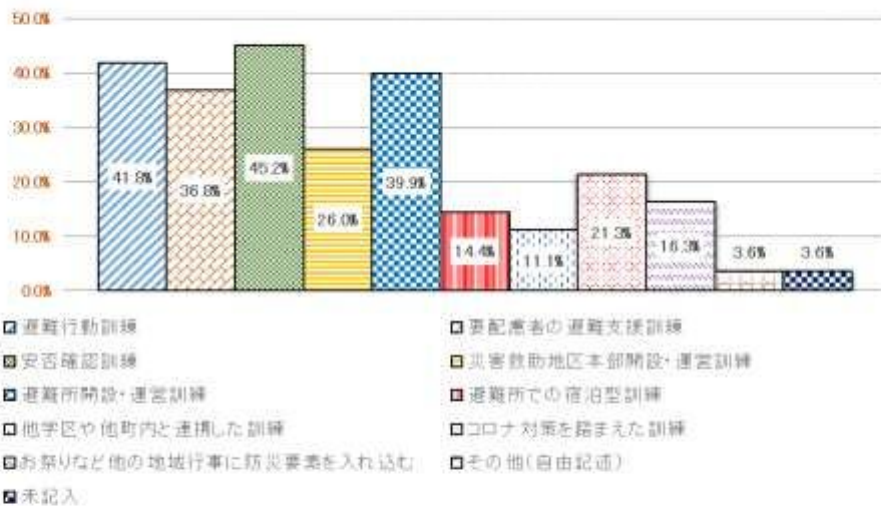 50.0%
40.0%
30.0%
20.0%
10.0%
0.0%
41.8%
36.8%
45.2%
26.0%
39.9%
14.4%
11.1%
21.3%
16.3%
3.6%
3.6%
避難行動訓練
要配慮者の避難支援訓練
安否確認訓練
災害救助地区本部開設・運営訓練
避難所開設・運営訓練
避難所での宿泊型訓練
他学区や他町内と連携した訓練
コロナ対策を踏まえた訓練
お祭りなど他の地域行事に防災要素を入れ込む
その他(自由記述)
未記入